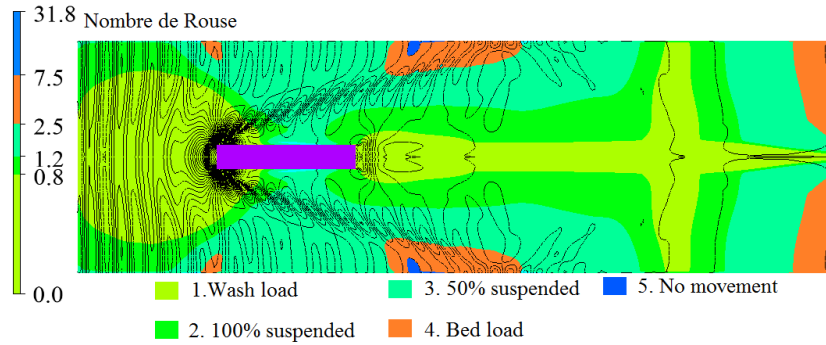 31.8 Nombre de Rouse
7.5
2.5
1.2
0.8
0.0
1.Wash load
3. 50% suspended
5. No movement
2. 100% suspended
4. Bed load